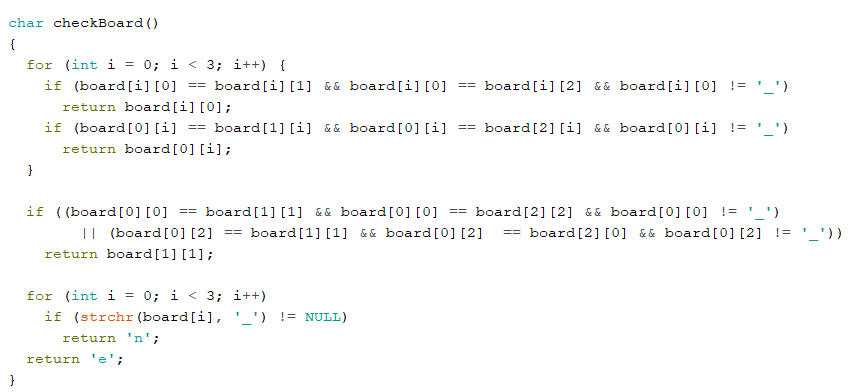 char checkBoard()
{
  for (int i = 0; i < 3; i++) {
    if (board[i][0] == board[i][1] && board[i][0] == board[i][2] && board[i][0] != '_')
      return board[i][0];
    if (board[0][i] == board[1][i] && board[0][i] == board[2][i] && board[0][i] != '_')
      return board[0][i];
  }

  if ((board[0][0] == board[1][1] && board[0][0] == board[2][2] && board[0][0] != '_')
        || (board[0][2] == board[1][1] && board[0][2]  == board[2][0] && board[0][2] != '_'))
    return board[1][1];

  for (int i = 0; i < 3; i++)
    if (strchr(board[i], '_') != NULL)
      return 'n';
  return 'e';
}